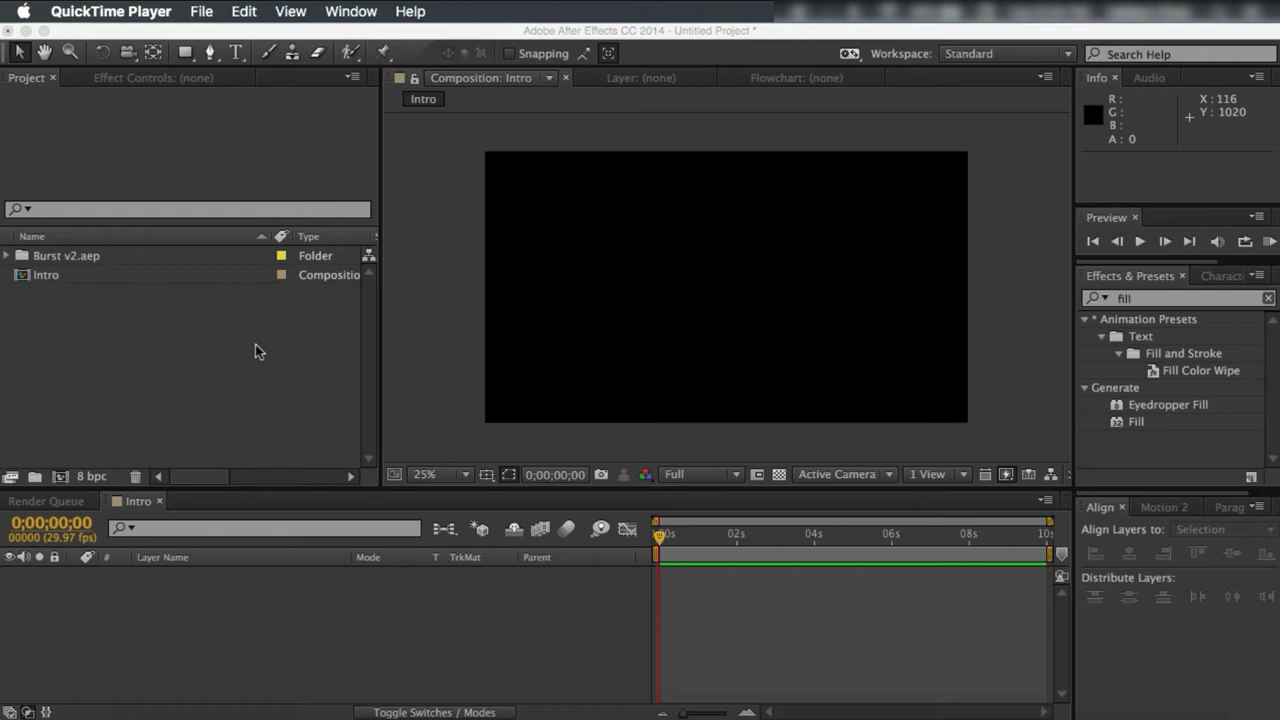 QuickTime Player File Edit View Window Help
Adobe After Effects CC 2014 - Untitled Project *
Snapping Workspace: Standard Search Help
Project × Effect Controls: (none) Composition: Intro × Layer: (none) Flowchart: (none) Info × Audio
Intro
R: X: 116
G: Y: 1020
B:
A: 0
Preview ×
Name Type
Burst v2.aep Folder
Intro Compositio
Effects & Presets × Charact
fill
* Animation Presets
Text
Fill and Stroke
Fill Color Wipe
Generate
Eyedropper Fill
Fill
8 bpc 25% 0;00;00;00 Full Active Camera 1 View
Render Queue Intro × Align × Motion 2 Parag
0;00;00;00
00000 (29.97 fps)
Align Layers to: Selection
00s 02s 04s 06s 08s 10s
# Layer Name Mode T TrkMat Parent
Distribute Layers:
Toggle Switches / Modes